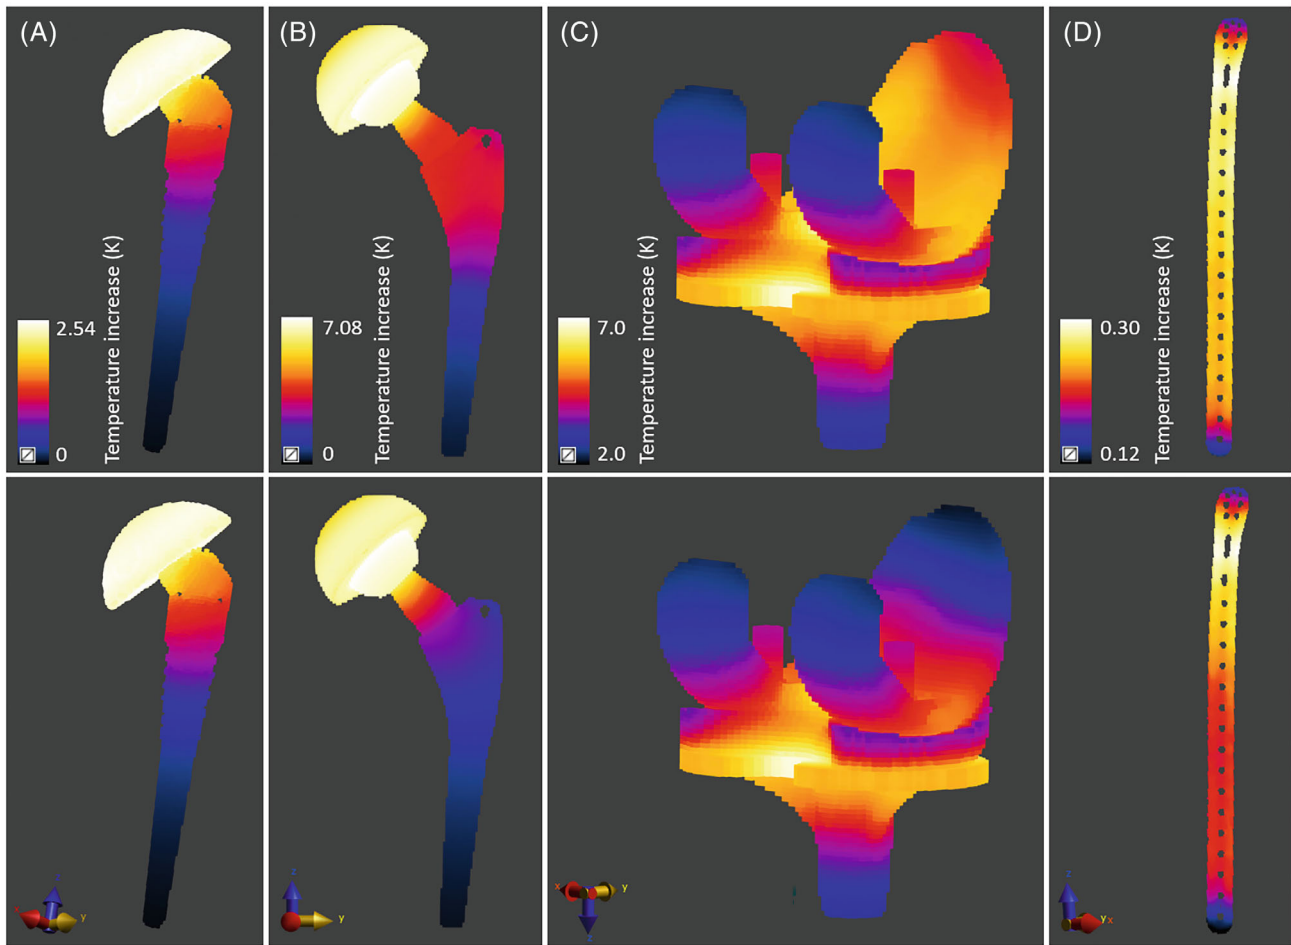 (A)
(B)
(C)
(D)
2.54
0
Temperature increase (K)
7.08
0
Temperature increase (K)
7.0
2.0
Temperature increase (K)
0.30
0.12
Temperature increase (K)
x
y
z
y
x
y
z
y
x